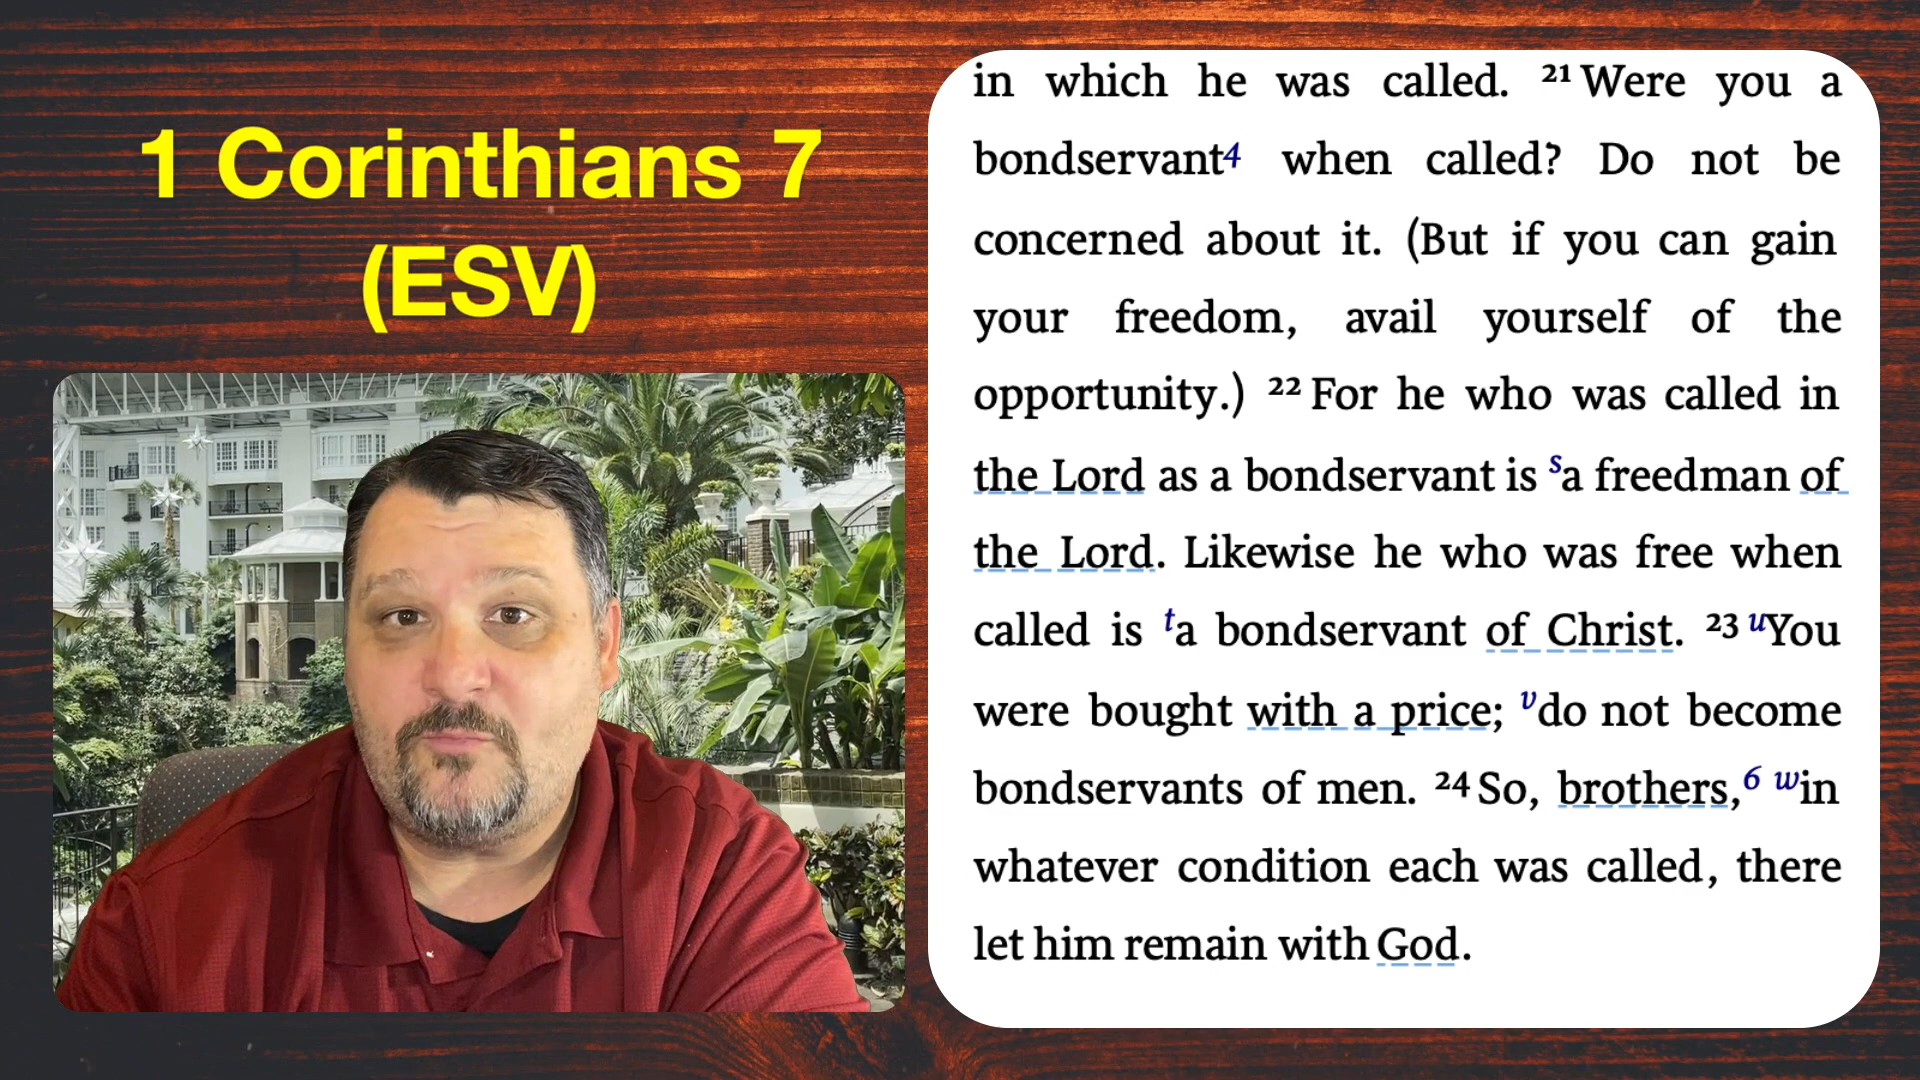 1 Corinthians 7
(ESV)
in which he was called. 21 Were you a
bondservant4 when called? Do not be
concerned about it. (But if you can gain
your freedom, avail yourself of the
opportunity.) 22 For he who was called in
the Lord as a bondservant is sa freedman of
the Lord. Likewise he who was free when
called is ta bondservant of Christ. 23 uYou
were bought with a price; vdo not become
bondservants of men. 24 So, brothers,6 win
whatever condition each was called, there
let him remain with God.